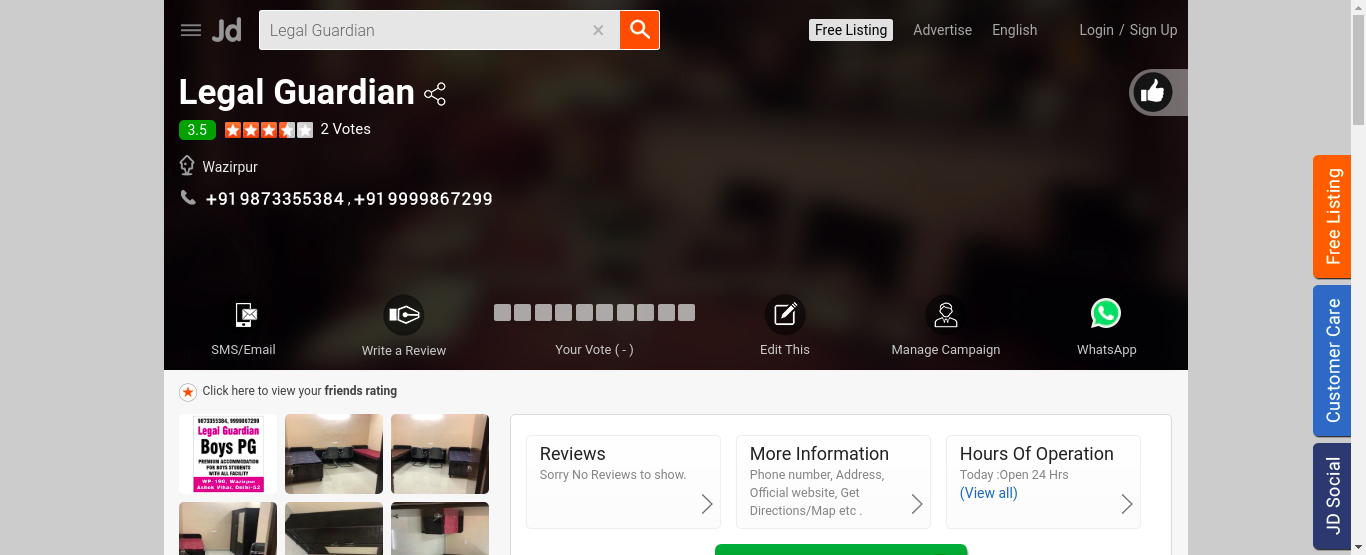 Jd
Legal Guardian
Free Listing
Advertise
English
Login / Sign Up
Legal Guardian
3.5
2 Votes
Wazirpur
+919873355384 , +919999867299
SMS/Email
Write a Review
Your Vote ( - )
Edit This
Manage Campaign
WhatsApp
Click here to view your friends rating
9873355384, 9999867299
Legal Guardian
Boys PG
PREMIUM ACCOMMODATION
FOR BOYS STUDENTS
WITH ALL FACILITY
WP-190, Wazirpur
Ashok Vihar, Delhi-52
Reviews
Sorry No Reviews to show.
More Information
Phone number, Address,
Official website, Get
Directions/Map etc .
Hours Of Operation
Today :Open 24 Hrs
(View all)
Free Listing
Customer Care
JD Social